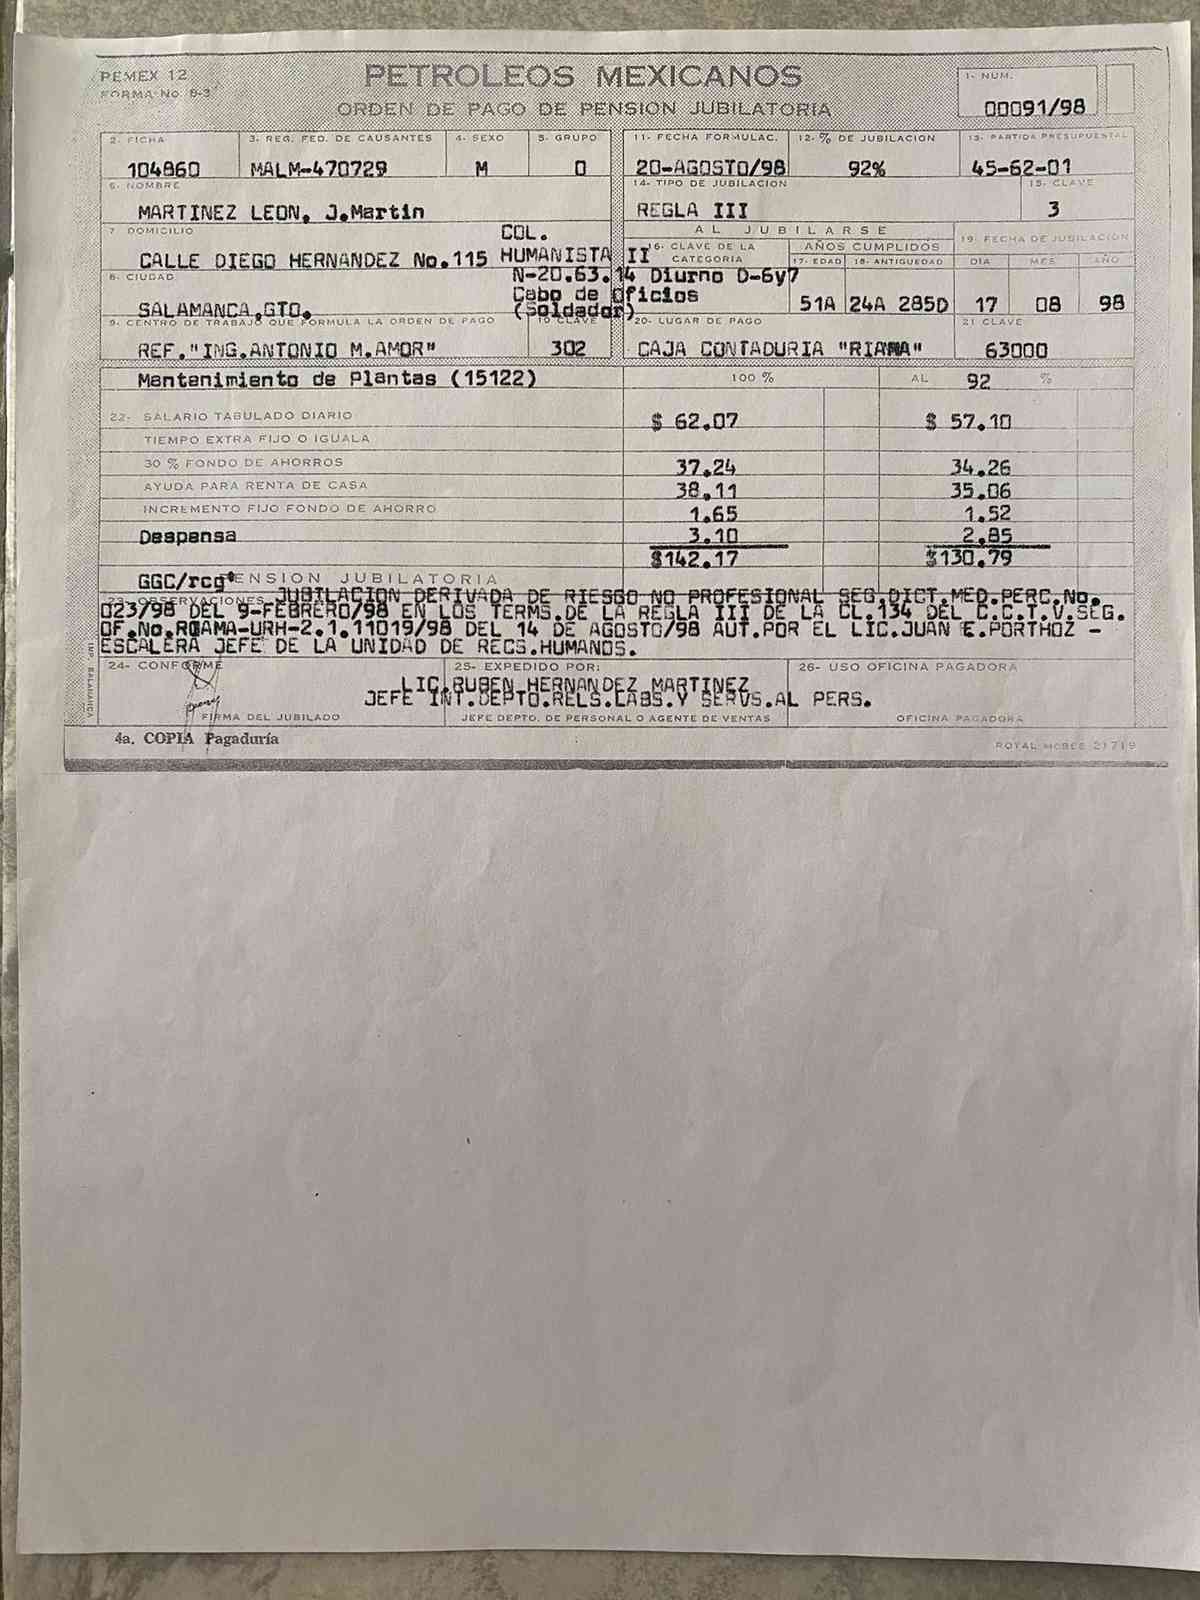 PEMEX 12
FORMA No. B-3
PETROLEOS MEXICANOS
ORDEN DE PAGO DE PENSION JUBILATORIA
1- NUM.
00091/98
2- FICHA
3- REG. FED. DE CAUSANTES
4- SEXO
5- GRUPO
11- FECHA FORMULAC.
12- % DE JUBILACION
13- PARTIDA PRESUPUESTAL
104860
MALM-470729
M
0
20-AGOSTO/98
92%
45-62-01
6- NOMBRE
14- TIPO DE JUBILACION
15- CLAVE
MARTINEZ LEON, J.Martin
REGLA III
3
7 DOMICILIO
COL.
AL JUBILARSE
CALLE DIEGO HERNANDEZ No.115 HUMANISTA II
16- CLAVE DE LA CATEGORIA
AÑOS CUMPLIDOS
19- FECHA DE JUBILACION
17- EDAD
18- ANTIGUEDAD
DIA
MES
AÑO
8- CIUDAD
N-20.63.14 Diurno D-6y7
Cabo de Oficios
SALAMANCA,GTO.
(Soldador)
51A
24A 285D
17
08
98
9- CENTRO DE TRABAJO QUE FORMULA LA ORDEN DE PAGO
10 CLAVE
20- LUGAR DE PAGO
21 CLAVE
REF."ING.ANTONIO M.AMOR"
302
CAJA CONTADURIA "RIAMA"
63000
Mantenimiento de Plantas (15122)
100 %
AL 92 %
22- SALARIO TABULADO DIARIO
$ 62.07
$ 57.10
TIEMPO EXTRA FIJO O IGUALA
30 % FONDO DE AHORROS
37.24
34.26
AYUDA PARA RENTA DE CASA
38.11
35.06
INCREMENTO FIJO FONDO DE AHORRO
1.65
1.52
Despensa
3.10
2.85
$142.17
$130.79
GGC/rcg* ENSION JUBILATORIA
23- OBSERVACIONES JUBILACION DERIVADA DE RIESGO NO PROFESIONAL SEG.DICT.MED.PERC.NO.
023/98 DEL 9-FEBRERO/98 EN LOS TERMS.DE LA REGLA III DE LA CL.134 DEL C.C.T.V.SEG.
OF.No.RQAMA-URH-2.1.11019/98 DEL 14 DE AGOSTO/98 AUT.POR EL LIC.JUAN E.PORTHOZ -
ESCALERA JEFE DE LA UNIDAD DE RECS.HUMANOS.
IMP. SALAMANCA
24- CONFORME
25- EXPEDIDO POR:
26- USO OFICINA PAGADORA
LIC.RUBEN HERNANDEZ MARTINEZ
JEFE INT.DEPTO.RELS.LABS.Y SERVS.AL PERS.
FIRMA DEL JUBILADO
JEFE DEPTO. DE PERSONAL O AGENTE DE VENTAS
OFICINA PAGADORA
4a. COPIA Pagaduría
ROYAL MCBEE 21719